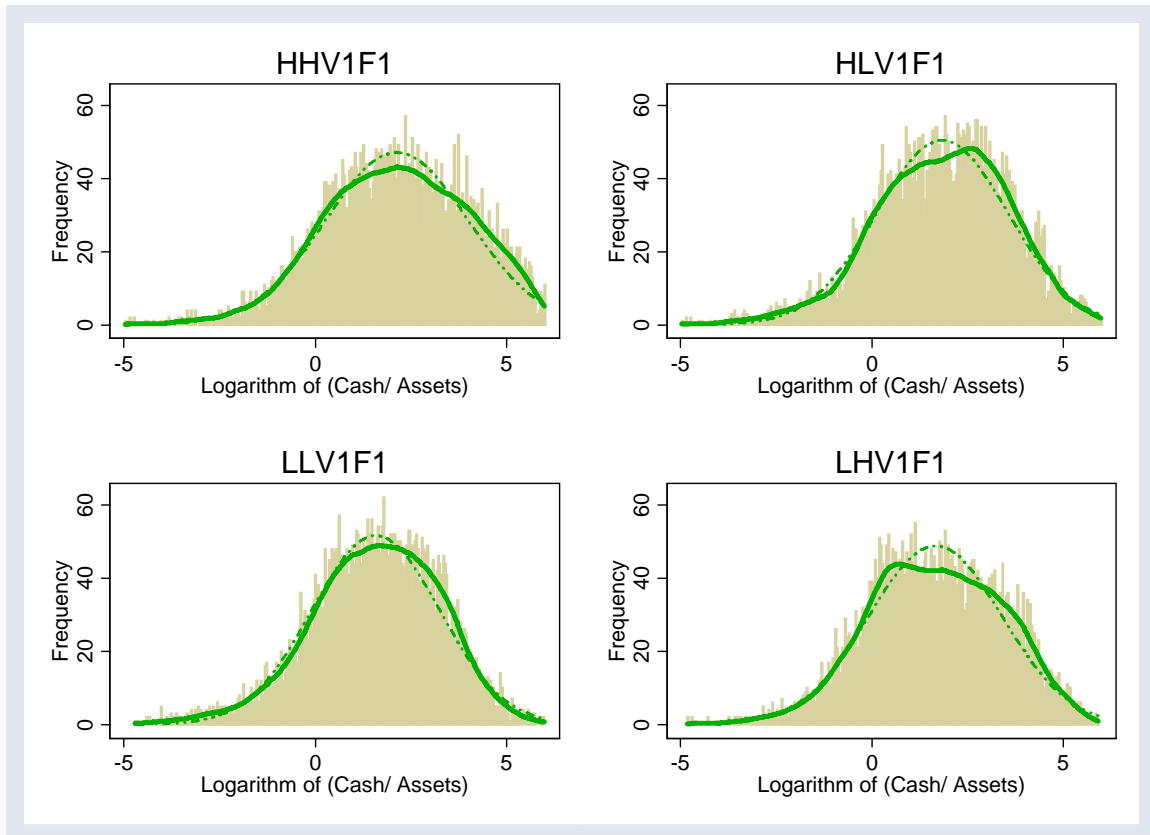 HHV1F1
60
40
20
0
Frequency
-5 0 5
Logarithm of (Cash/ Assets)
HLV1F1
60
40
20
0
Frequency
-5 0 5
Logarithm of (Cash/ Assets)
LLV1F1
60
40
20
0
Frequency
-5 0 5
Logarithm of (Cash/ Assets)
LHV1F1
60
40
20
0
Frequency
-5 0 5
Logarithm of (Cash/ Assets)